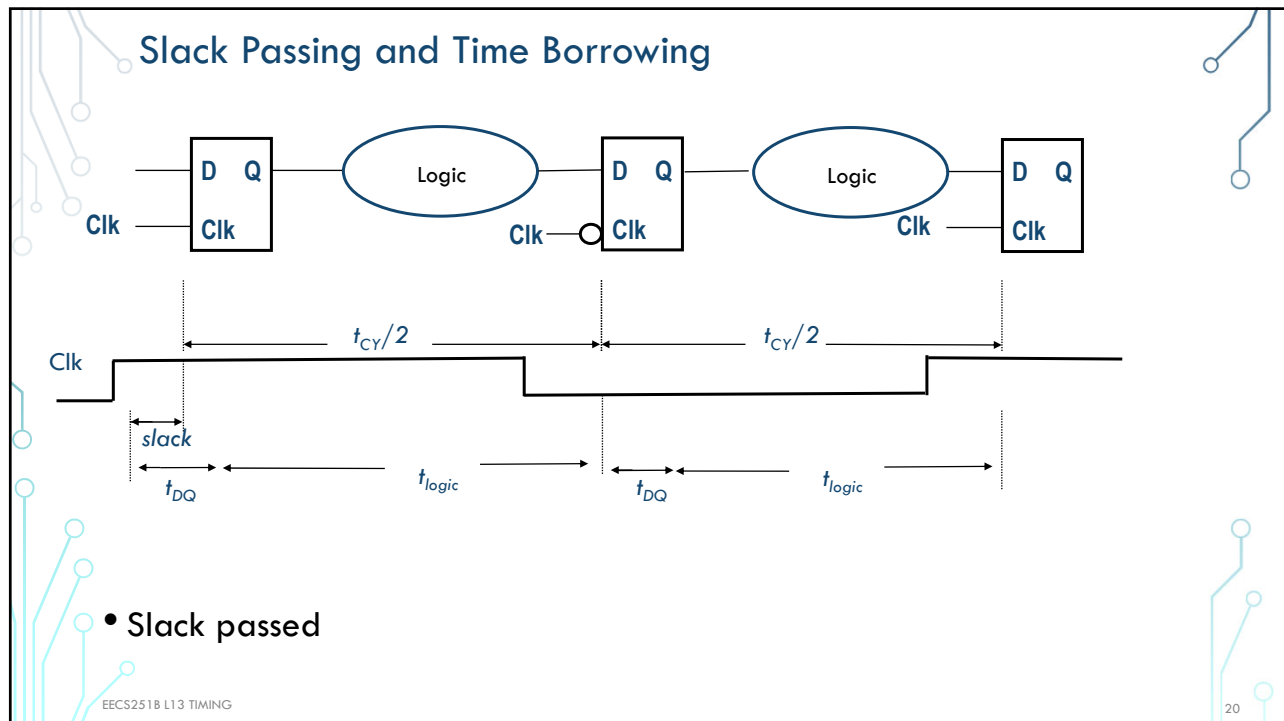 Slack Passing and Time Borrowing
D Q Logic D Q Logic D Q
Clk Clk Clk Clk Clk Clk
t_CY/2 t_CY/2
Clk
slack
t_DQ t_logic t_DQ t_logic
• Slack passed
EECS251B L13 TIMING 20